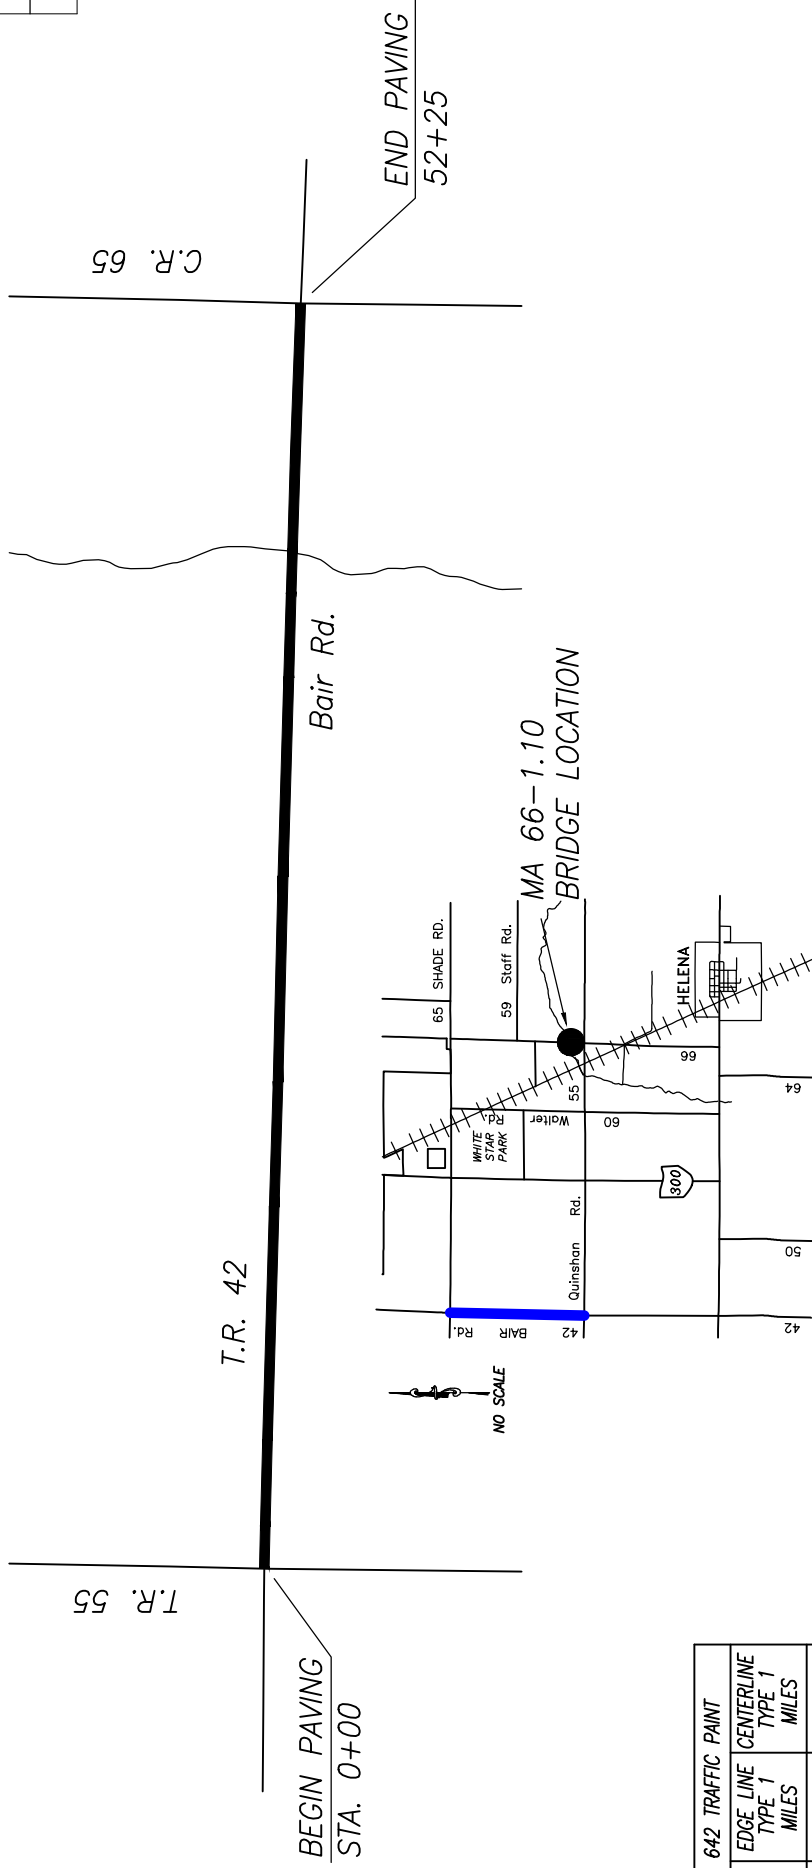 END PAVING
52+25
C.R. 65
Bair Rd.
T.R. 42
T.R. 55
BEGIN PAVING
STA. 0+00
MA 66-1.10
BRIDGE LOCATION
65 SHADE RD.
59 Staff Rd.
HELENA
WHITE
STAR
PARK
Walter Rd.
60
55
66
64
300
Quinshan Rd.
50
42
BAIR Rd.
42
NO SCALE
642 TRAFFIC PAINT
EDGE LINE
TYPE 1
MILES
CENTERLINE
TYPE 1
MILES